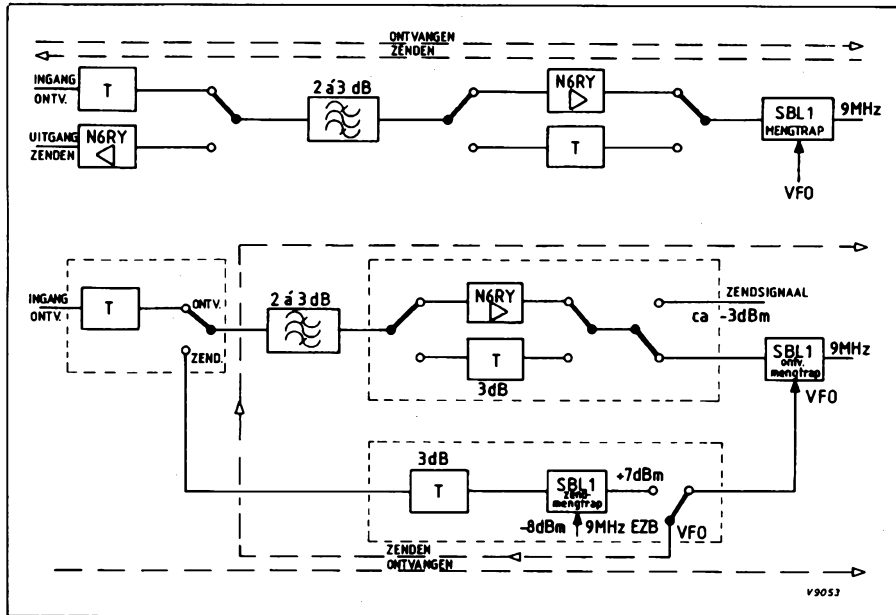 ONTVANGEN
ZENDEN
INGANG
ONTV.
T
2 á 3 dB
N6RY
SBL1
MENGTRAP
9MHz
UITGANG
ZENDEN
N6RY
T
VFO
INGANG
ONTV.
T
ONTV.
ZEND.
2 á 3 dB
N6RY
T
3dB
ZENDSIGNAAL
ca -3dBm
SBL1
ontv.
mengtrap
9MHz
VFO
3dB
T
SBL1
zend-
mengtrap
+7dBm
-8dBm
9MHz EZB
VFO
ZENDEN
ONTVANGEN
V9053